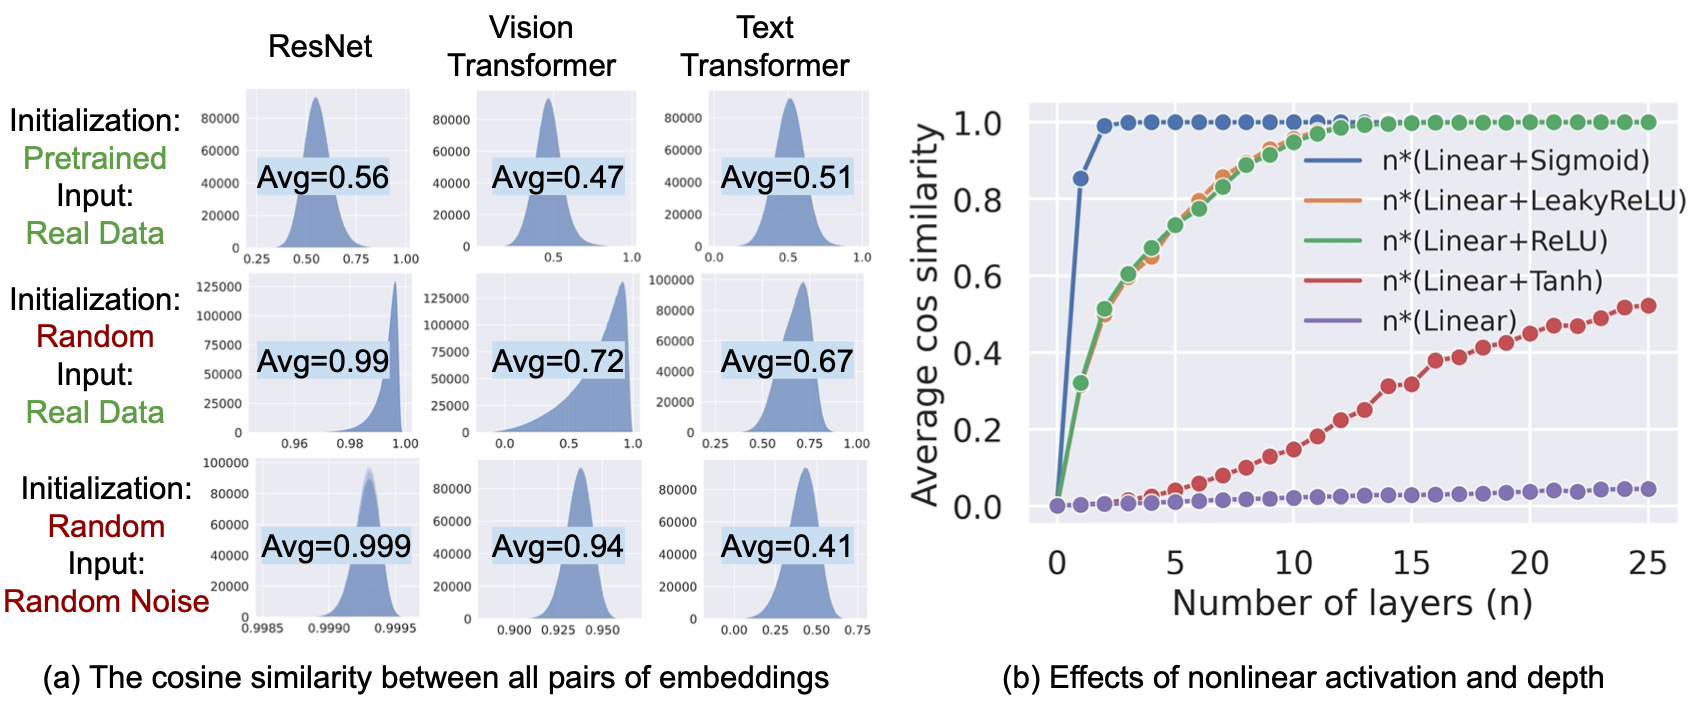 ResNet
Vision
Transformer
Text
Transformer
Initialization:
Pretrained
Input:
Real Data
80000
60000
40000
20000
0
Avg=0.56
0.25 0.50 0.75 1.00
80000
60000
40000
20000
0
Avg=0.47
0.5 1.0
80000
60000
40000
20000
0
Avg=0.51
0.0 0.5 1.0
Initialization:
Random
Input:
Real Data
125000
100000
75000
50000
25000
0
Avg=0.99
0.96 0.98 1.00
125000
100000
75000
50000
25000
0
Avg=0.72
0.0 0.5 1.0
100000
80000
60000
40000
20000
0
Avg=0.67
0.25 0.50 0.75 1.00
Initialization:
Random
Input:
Random Noise
100000
80000
60000
40000
20000
0
Avg=0.999
0.9985 0.9990 0.9995
80000
60000
40000
20000
0
Avg=0.94
0.900 0.925 0.950
80000
60000
40000
20000
0
Avg=0.41
0.00 0.25 0.50 0.75
(a) The cosine similarity between all pairs of embeddings
Average cos similarity
1.0
0.8
0.6
0.4
0.2
0.0
n*(Linear+Sigmoid)
n*(Linear+LeakyReLU)
n*(Linear+ReLU)
n*(Linear+Tanh)
n*(Linear)
0 5 10 15 20 25
Number of layers (n)
(b) Effects of nonlinear activation and depth